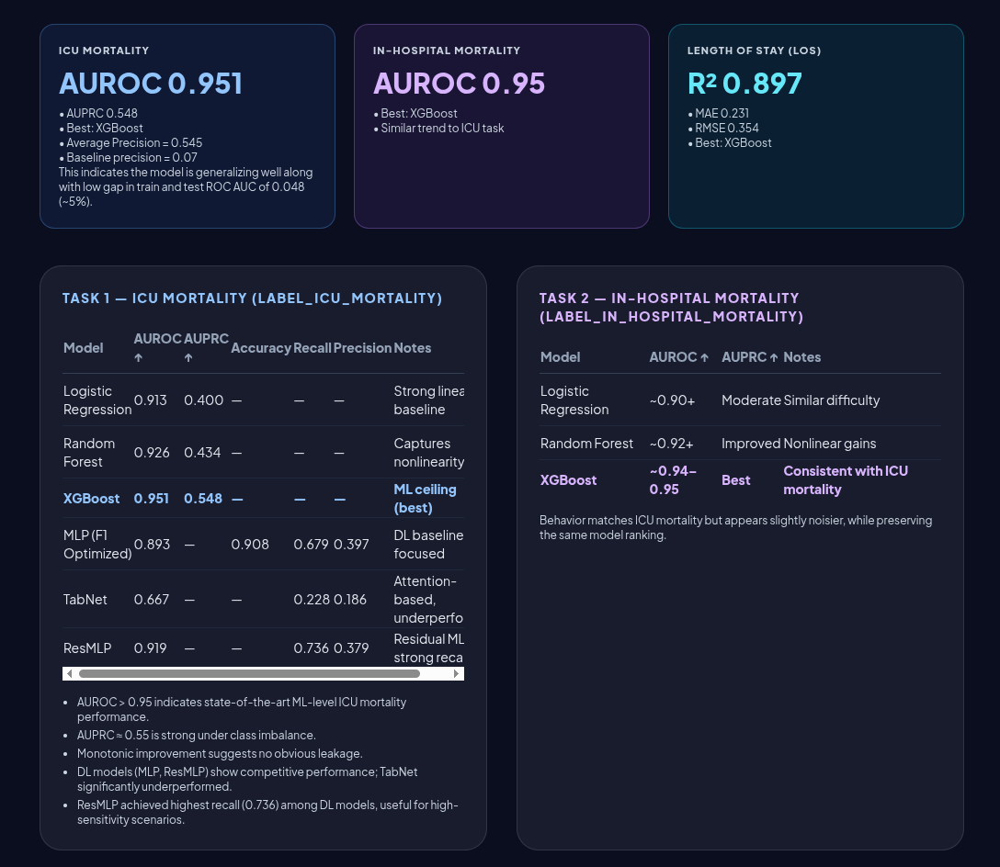 ICU MORTALITY
AUROC 0.951
• AUPRC 0.548
• Best: XGBoost
• Average Precision = 0.545
• Baseline precision = 0.07
This indicates the model is generalizing well along
with low gap in train and test ROC AUC of 0.048
(~5%).
IN-HOSPITAL MORTALITY
AUROC 0.95
• Best: XGBoost
• Similar trend to ICU task
LENGTH OF STAY (LOS)
R² 0.897
• MAE 0.231
• RMSE 0.354
• Best: XGBoost
TASK 1 — ICU MORTALITY (LABEL_ICU_MORTALITY)
Model AUROC ↑ AUPRC ↑ Accuracy Recall Precision Notes
Logistic Regression 0.913 0.400 — — — Strong linea baseline
Random Forest 0.926 0.434 — — — Captures nonlinearity
XGBoost 0.951 0.548 — — — ML ceiling (best)
MLP (F1 Optimized) 0.893 — 0.908 0.679 0.397 DL baseline focused
TabNet 0.667 — — 0.228 0.186 Attention-based, underperfo
ResMLP 0.919 — — 0.736 0.379 Residual ML strong reca
• AUROC > 0.95 indicates state-of-the-art ML-level ICU mortality
performance.
• AUPRC ≈ 0.55 is strong under class imbalance.
• Monotonic improvement suggests no obvious leakage.
• DL models (MLP, ResMLP) show competitive performance; TabNet
significantly underperformed.
• ResMLP achieved highest recall (0.736) among DL models, useful for high-
sensitivity scenarios.
TASK 2 — IN-HOSPITAL MORTALITY
(LABEL_IN_HOSPITAL_MORTALITY)
Model AUROC ↑ AUPRC ↑ Notes
Logistic Regression ~0.90+ Moderate Similar difficulty
Random Forest ~0.92+ Improved Nonlinear gains
XGBoost ~0.94–0.95 Best Consistent with ICU mortality
Behavior matches ICU mortality but appears slightly noisier, while preserving
the same model ranking.